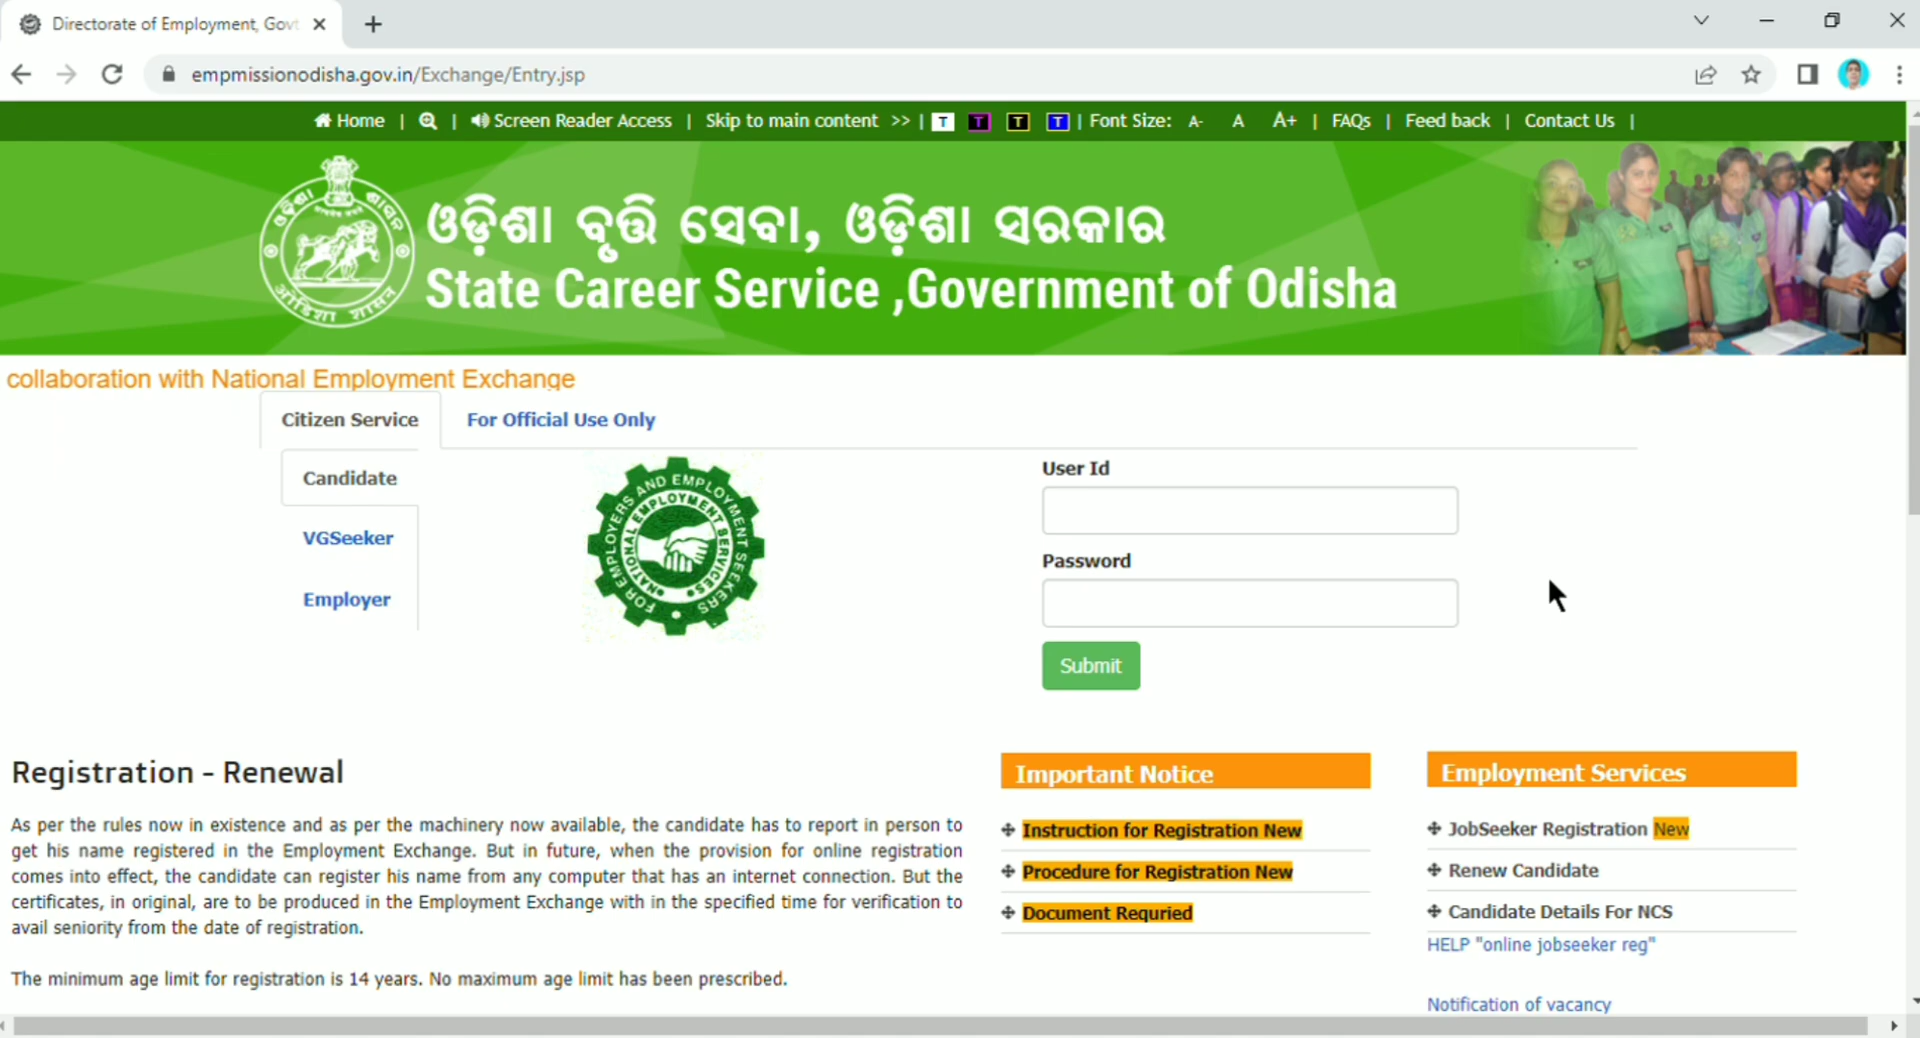 Directorate of Employment, Govt
empmissionodisha.gov.in/Exchange/Entry.jsp
Home | | Screen Reader Access | Skip to main content >> | T T T T | Font Size: A- A A+ | FAQs | Feed back | Contact Us |
ଓଡ଼ିଶା ବୃତ୍ତି ସେବା, ଓଡ଼ିଶା ସରକାର
State Career Service ,Government of Odisha
collaboration with National Employment Exchange
Citizen Service For Official Use Only
Candidate
VGSeeker
Employer
FOR EMPLOYERS AND EMPLOYMENT SEEKERS
NATIONAL EMPLOYMENT SERVICES
User Id
Password
Submit
Registration - Renewal
As per the rules now in existence and as per the machinery now available, the candidate has to report in person to
get his name registered in the Employment Exchange. But in future, when the provision for online registration
comes into effect, the candidate can register his name from any computer that has an internet connection. But the
certificates, in original, are to be produced in the Employment Exchange with in the specified time for verification to
avail seniority from the date of registration.
The minimum age limit for registration is 14 years. No maximum age limit has been prescribed.
Important Notice
Instruction for Registration New
Procedure for Registration New
Document Requried
Employment Services
JobSeeker Registration New
Renew Candidate
Candidate Details For NCS
HELP "online jobseeker reg"
Notification of vacancy